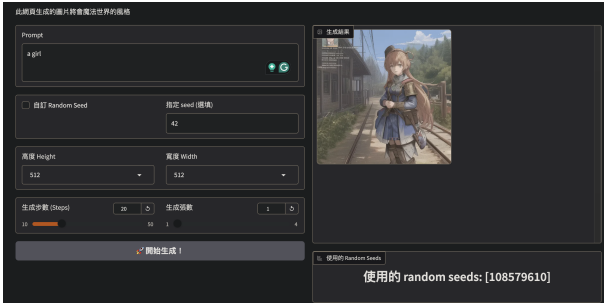 此網頁生成的圖片將會魔法世界的風格
Prompt
a girl
自訂 Random Seed
指定 seed (選填)
42
高度 Height
寬度 Width
512
512
生成步數 (Steps)
20
生成張數
1
10
50
1
4
🚀開始生成！
生成結果
使用的 Random Seeds
使用的 random seeds: [108579610]